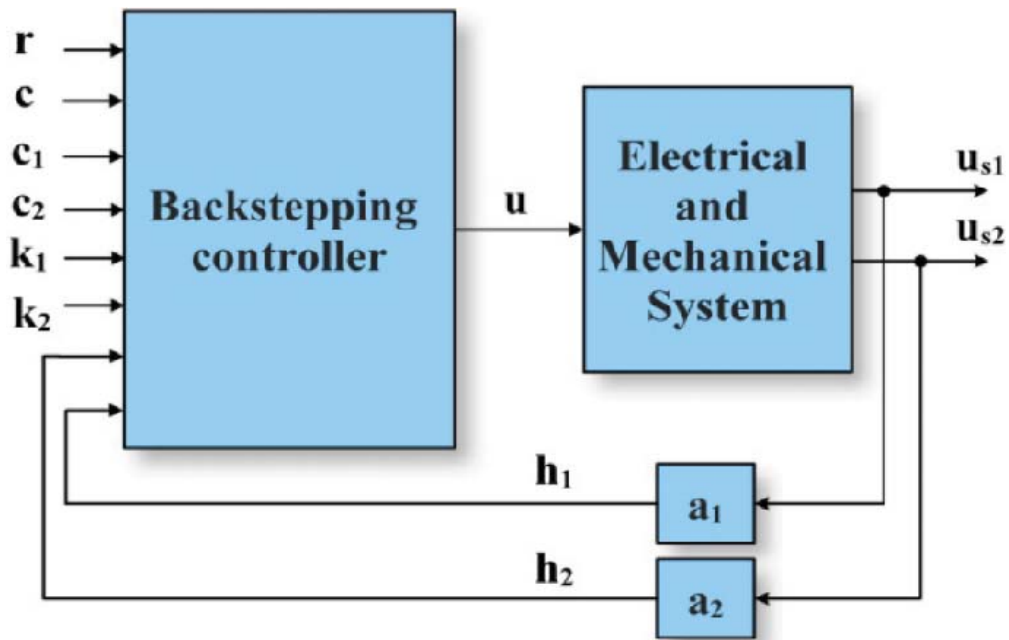 r
c
c₁
c₂
k₁
k₂
Backstepping
controller
u
Electrical
and
Mechanical
System
uₛ₁
uₛ₂
h₁
a₁
h₂
a₂